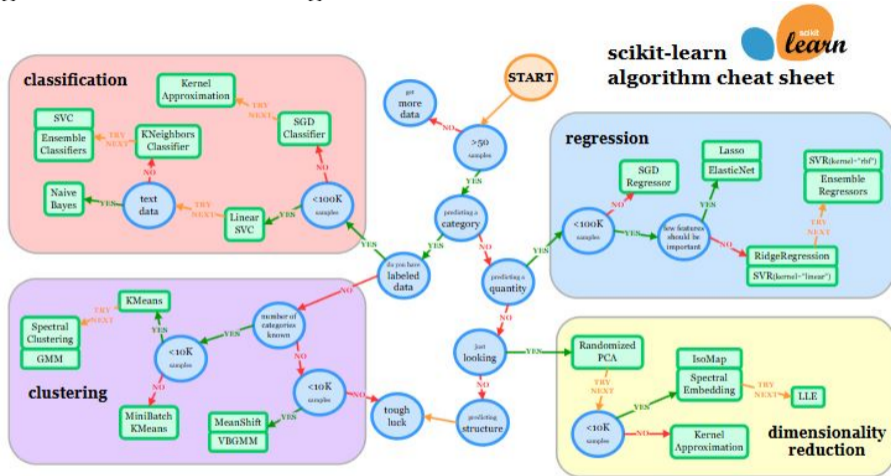 scikit
learn
scikit-learn
algorithm cheat sheet
START
classification
Kernel
Approximation
TRY
NEXT
SGD
Classifier
NO
SVC
Ensemble
Classifiers
TRY
NEXT
KNeighbors
Classifier
NO
Naive
Bayes
YES
text
data
TRY
NEXT
Linear
SVC
YES
<100K
samples
YES
get
more
data
NO
>50
samples
YES
predicting a
category
YES
NO
do you have
labeled
data
NO
predicting a
quantity
YES
NO
just
looking
YES
NO
predicting
structure
tough
luck
regression
SGD
Regressor
NO
<100K
samples
YES
few features
should be
important
YES
Lasso
ElasticNet
NO
RidgeRegression
SVR(kernel="linear")
TRY
NEXT
SVR(kernel="rbf")
Ensemble
Regressors
clustering
KMeans
TRY
NEXT
Spectral
Clustering
GMM
YES
<10K
samples
YES
number of
categories
known
NO
NO
MiniBatch
KMeans
<10K
samples
NO
YES
MeanShift
VBGMM
dimensionality
reduction
Randomized
PCA
TRY
NEXT
<10K
samples
YES
IsoMap
Spectral
Embedding
TRY
NEXT
LLE
NO
Kernel
Approximation